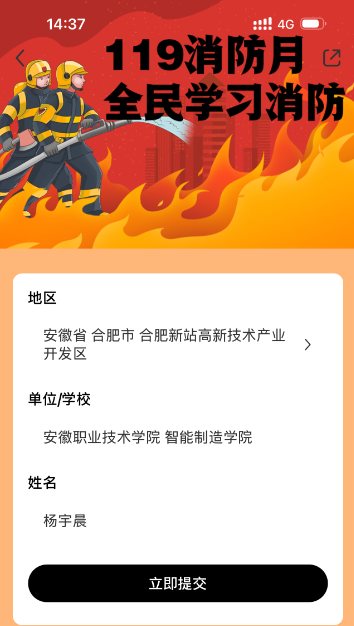 14:37
4G
119消防月
全民学习消防
地区
安徽省 合肥市 合肥新站高新技术产业
开发区
单位/学校
安徽职业技术学院 智能制造学院
姓名
杨宇晨
立即提交